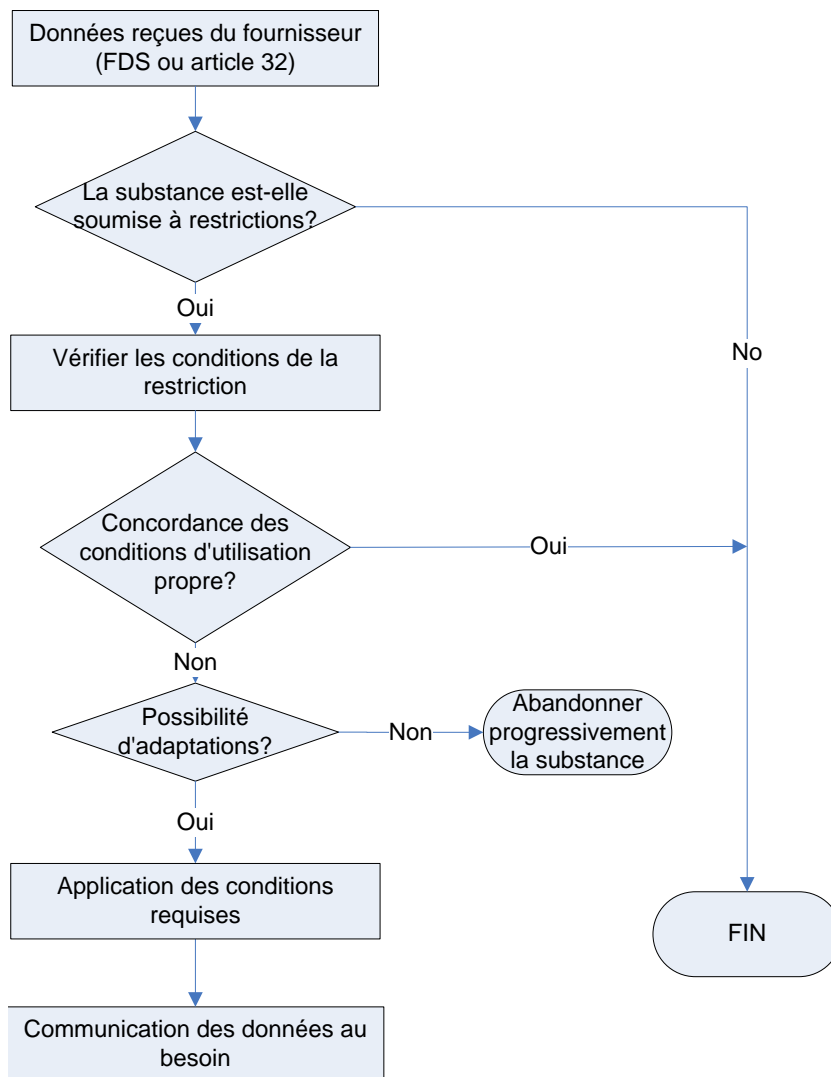 Données reçues du fournisseur
(FDS ou article 32)
La substance est-elle
soumise à restrictions?
Oui
No
Vérifier les conditions de la
restriction
Concordance des
conditions d'utilisation
propre?
Oui
Non
Possibilité
d'adaptations?
Non
Abandonner
progressivement
la substance
Oui
Application des conditions
requises
FIN
Communication des données au
besoin